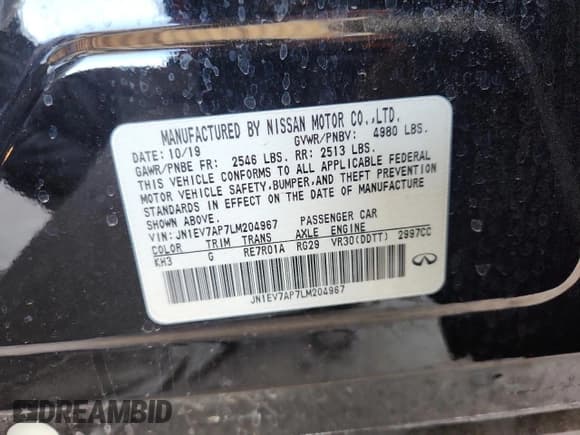 MANUFACTURED BY NISSAN MOTOR CO.,LTD.
DATE: 10/19 GVWR/PNBV: 4980 LBS.
GAWR/PNBE FR: 2546 LBS. RR: 2513 LBS.
THIS VEHICLE CONFORMS TO ALL APPLICABLE FEDERAL
MOTOR VEHICLE SAFETY,BUMPER,AND THEFT PREVENTION
STANDARDS IN EFFECT ON THE DATE OF MANUFACTURE
SHOWN ABOVE.
VIN: JN1EV7AP7LM204967 PASSENGER CAR
COLOR TRIM TRANS AXLE ENGINE
KH3 G RE7R01A RG29 VR30(DDTT) 2997CC
JN1EV7AP7LM204967
DREAMBID